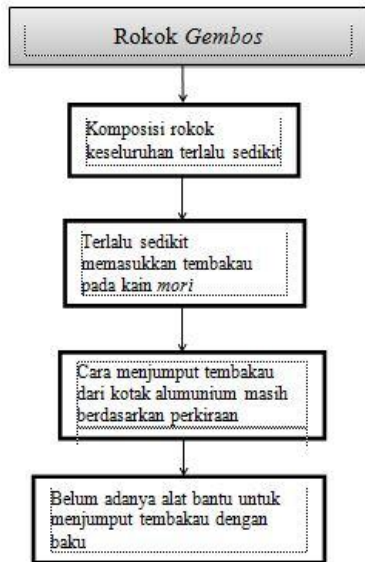 Rokok Gembos
Komposisi rokok
keseluruhan terlalu sedikit
Terlalu sedikit
memasukkan tembakau
pada kain mori
Cara menjumput tembakau
dari kotak alumunium masih
berdasarkan perkiraan
Belum adanya alat bantu untuk
menjumput tembakau dengan
baku